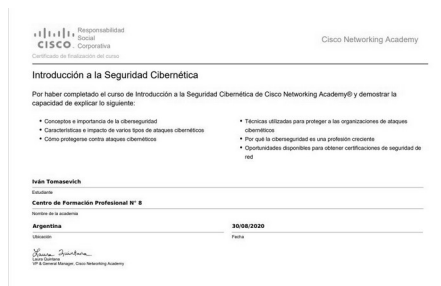 Responsabilidad
Social
Corporativa
CISCO
Cisco Networking Academy
Certificado de finalización del curso
Introducción a la Seguridad Cibernética
Por haber completado el curso de Introducción a la Seguridad Cibernética de Cisco Networking Academy® y demostrar la
capacidad de explicar lo siguiente:
• Conceptos e importancia de la ciberseguridad
• Características e impacto de varios tipos de ataques cibernéticos
• Cómo protegerse contra ataques cibernéticos
• Técnicas utilizadas para proteger a las organizaciones de ataques
cibernéticos
• Por qué la ciberseguridad es una profesión creciente
• Oportunidades disponibles para obtener certificaciones de seguridad de
red
Iván Tomasevich
Estudiante
Centro de Formación Profesional N° 8
Nombre de la academia
Argentina
30/08/2020
Ubicación
Fecha
Laura Quintana
Laura Quintana
VP & General Manager, Cisco Networking Academy